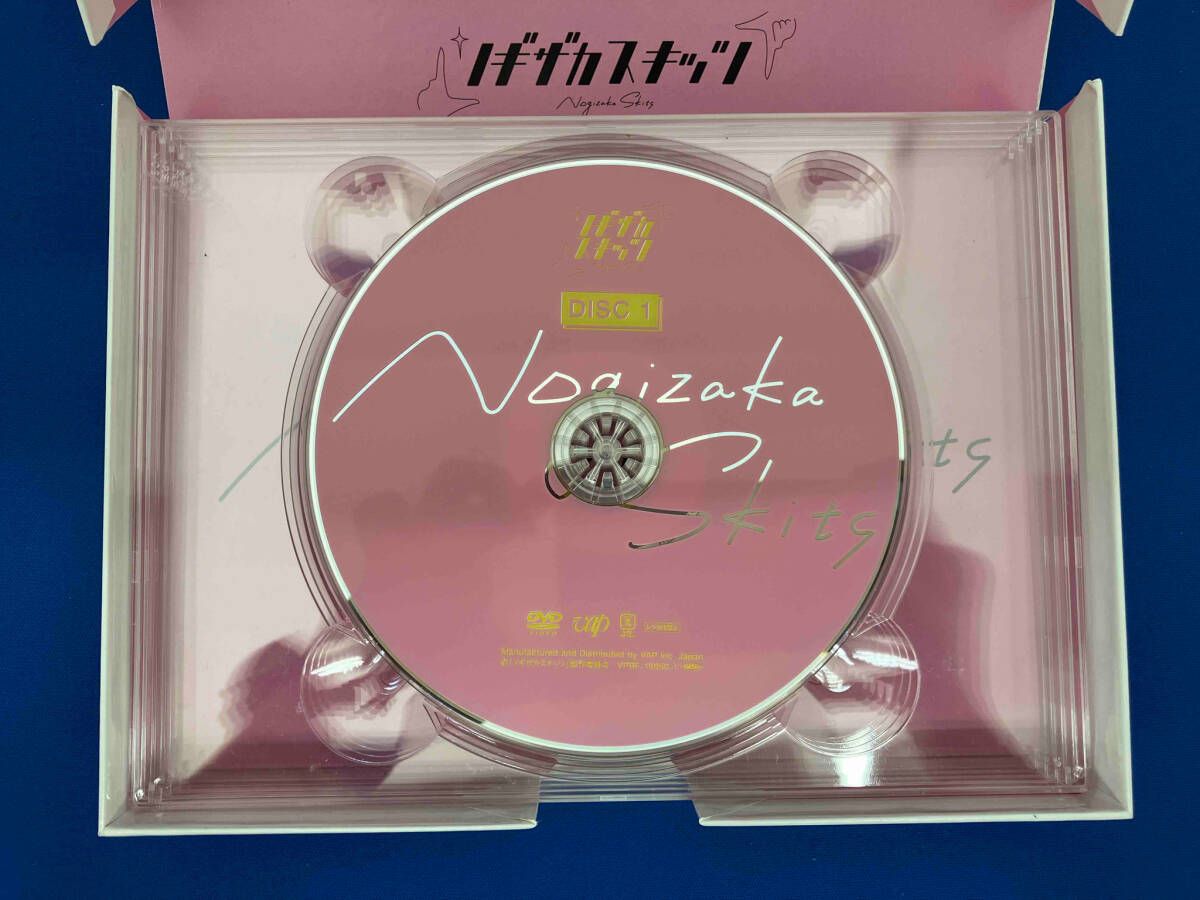 ノギザカスキッツ
Nogizaka Skits
ノギザカ
スキッツ
DISC 1
Nogizaka
Skits
its
DVD
VIDEO
vap
Manufactured and Distributed by VAP Inc. Japan